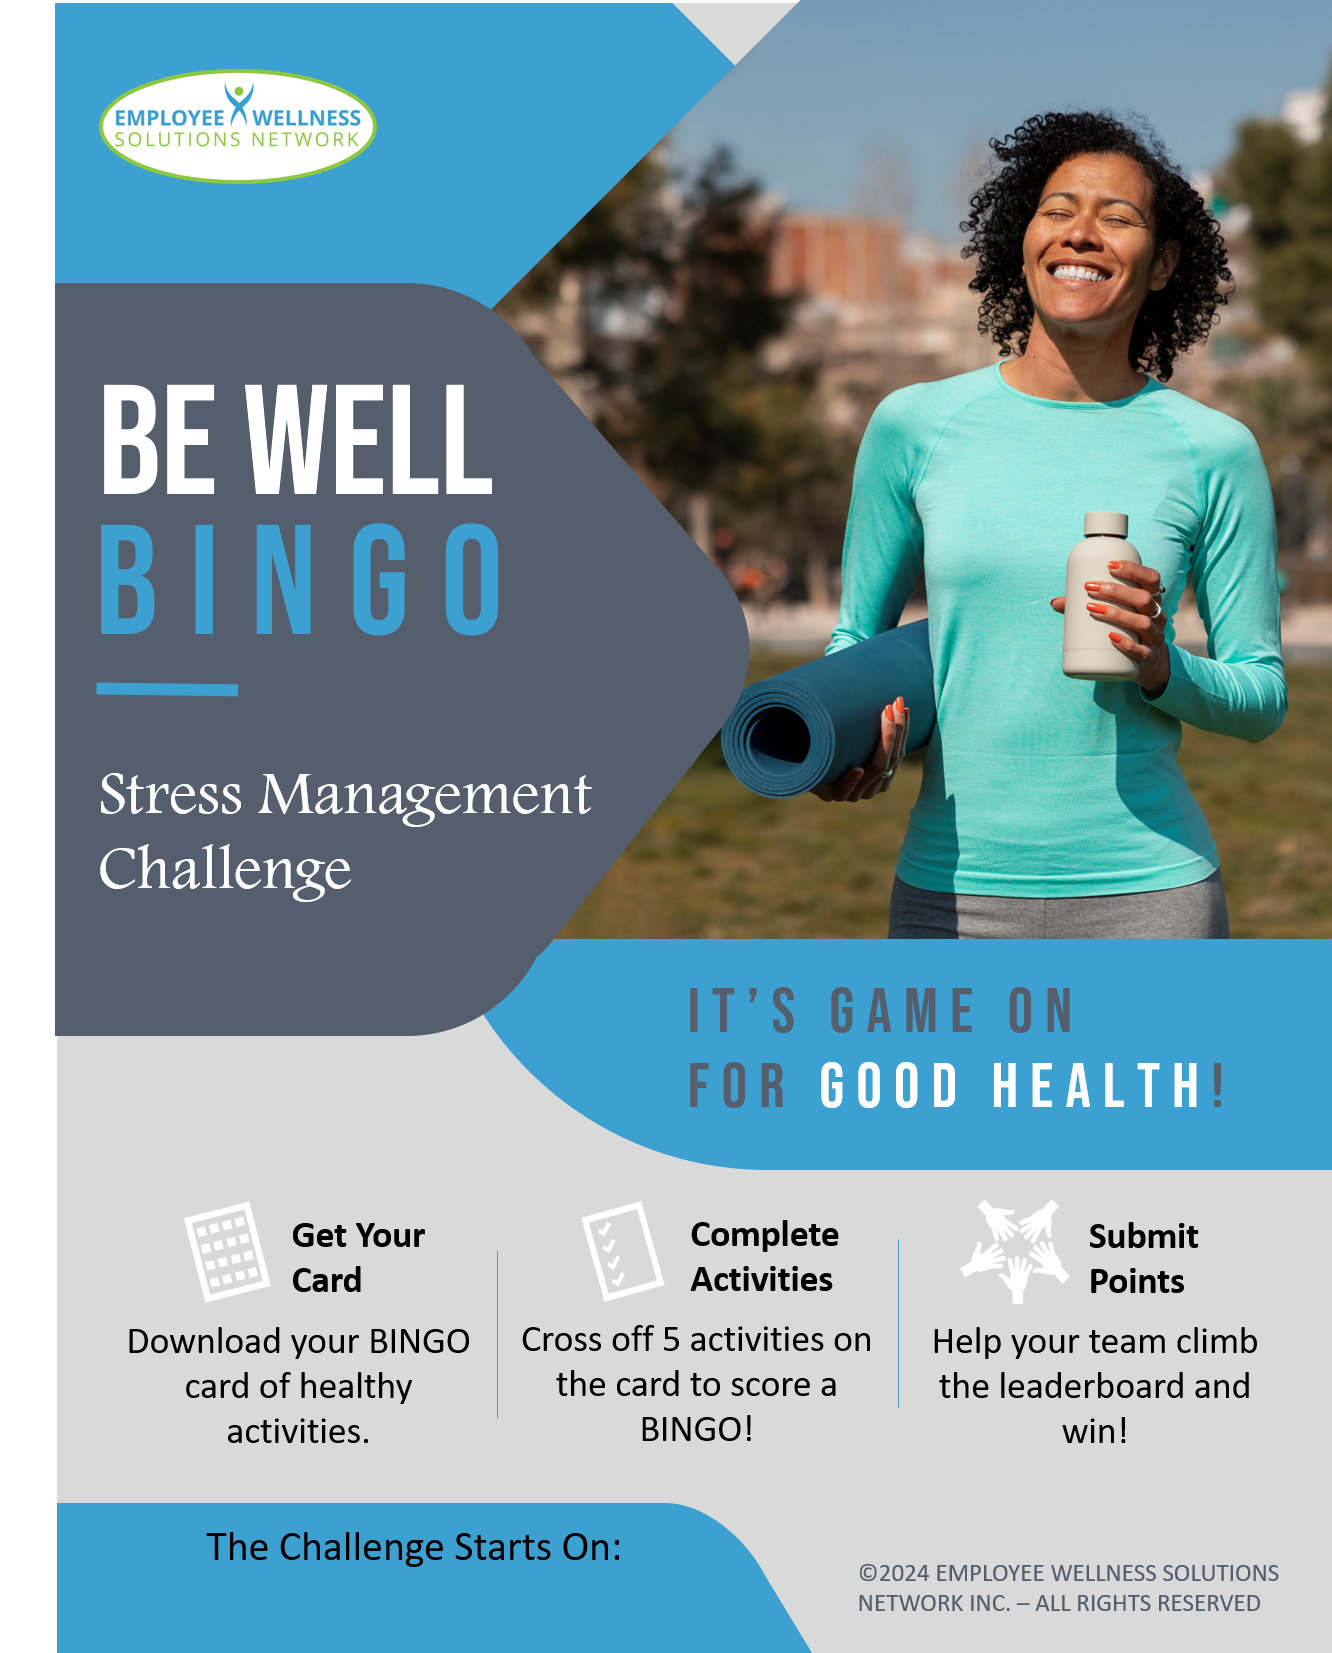 EMPLOYEE WELLNESS
SOLUTIONS NETWORK
BE WELL
BINGO
Stress Management
Challenge
IT’S GAME ON
FOR GOOD HEALTH!
Get Your
Card
Download your BINGO
card of healthy
activities.
Complete
Activities
Cross off 5 activities on
the card to score a
BINGO!
Submit
Points
Help your team climb
the leaderboard and
win!
The Challenge Starts On:
©2024 EMPLOYEE WELLNESS SOLUTIONS
NETWORK INC. – ALL RIGHTS RESERVED